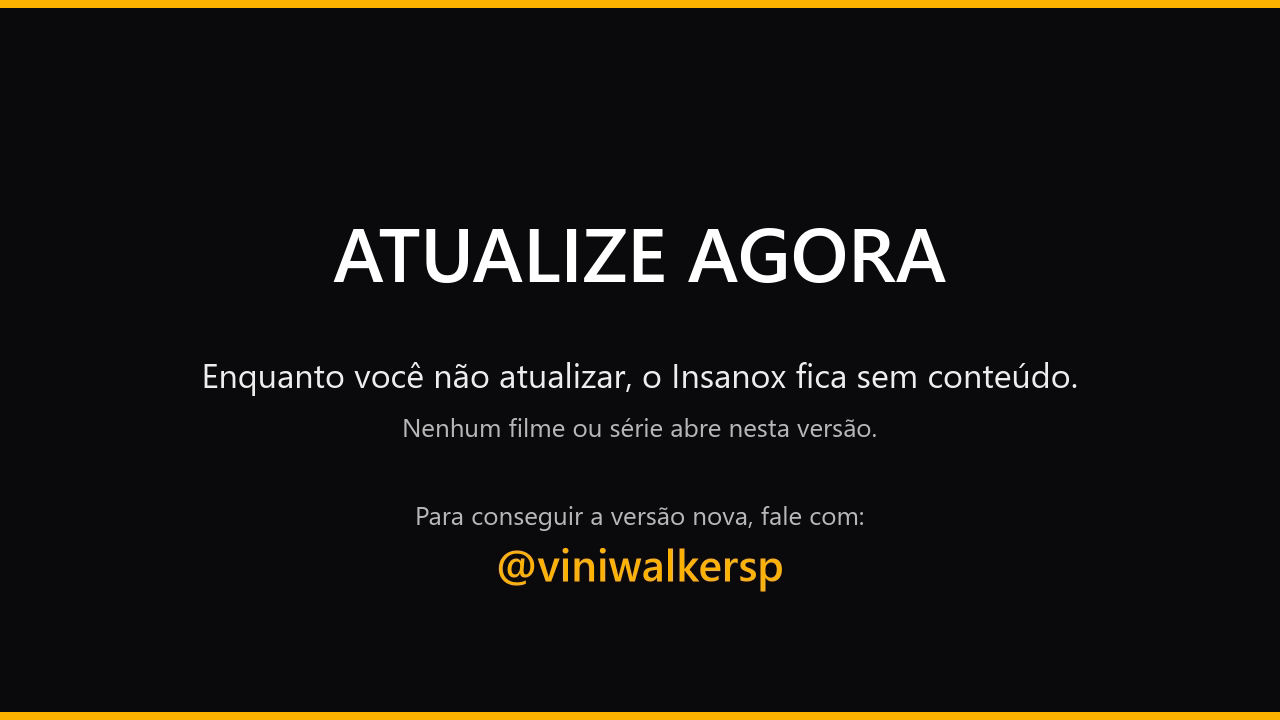 ATUALIZE AGORA
Enquanto você não atualizar, o Insanox fica sem conteúdo.
Nenhum filme ou série abre nesta versão.
Para conseguir a versão nova, fale com:
@viniwalkersp